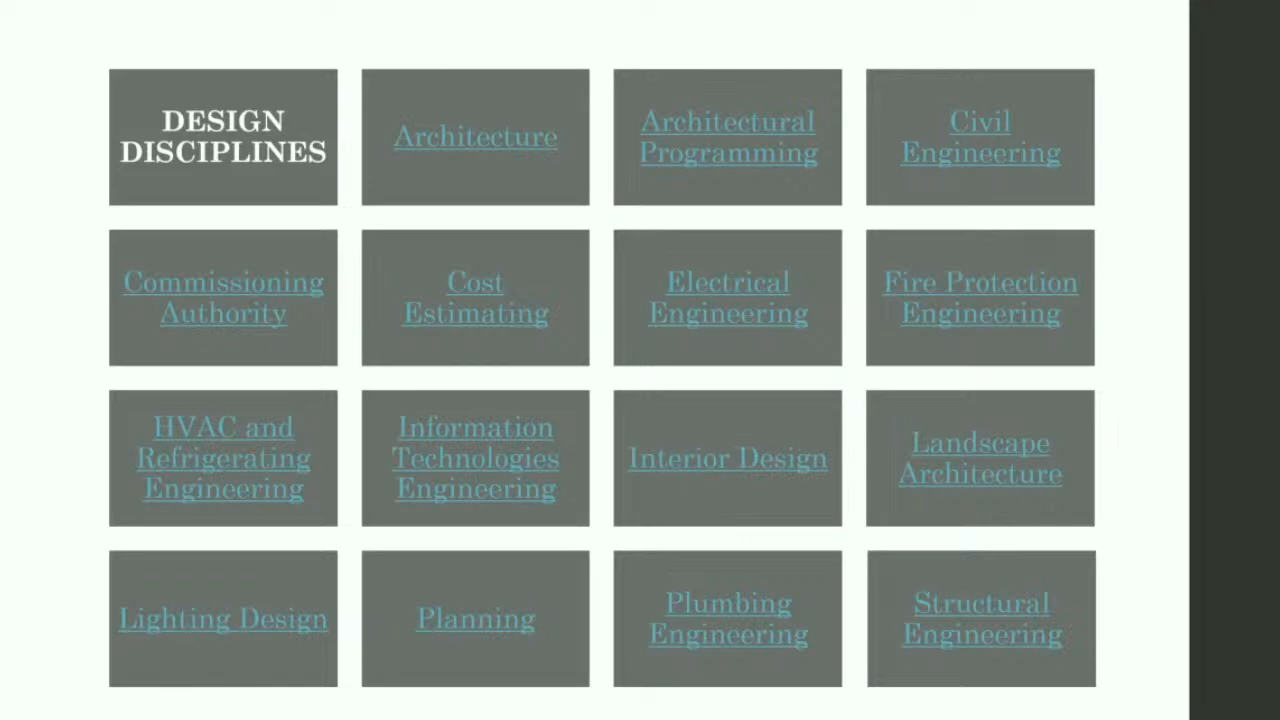 DESIGN
DISCIPLINES
Architecture
Architectural
Programming
Civil
Engineering
Commissioning
Authority
Cost
Estimating
Electrical
Engineering
Fire Protection
Engineering
HVAC and
Refrigerating
Engineering
Information
Technologies
Engineering
Interior Design
Landscape
Architecture
Lighting Design
Planning
Plumbing
Engineering
Structural
Engineering